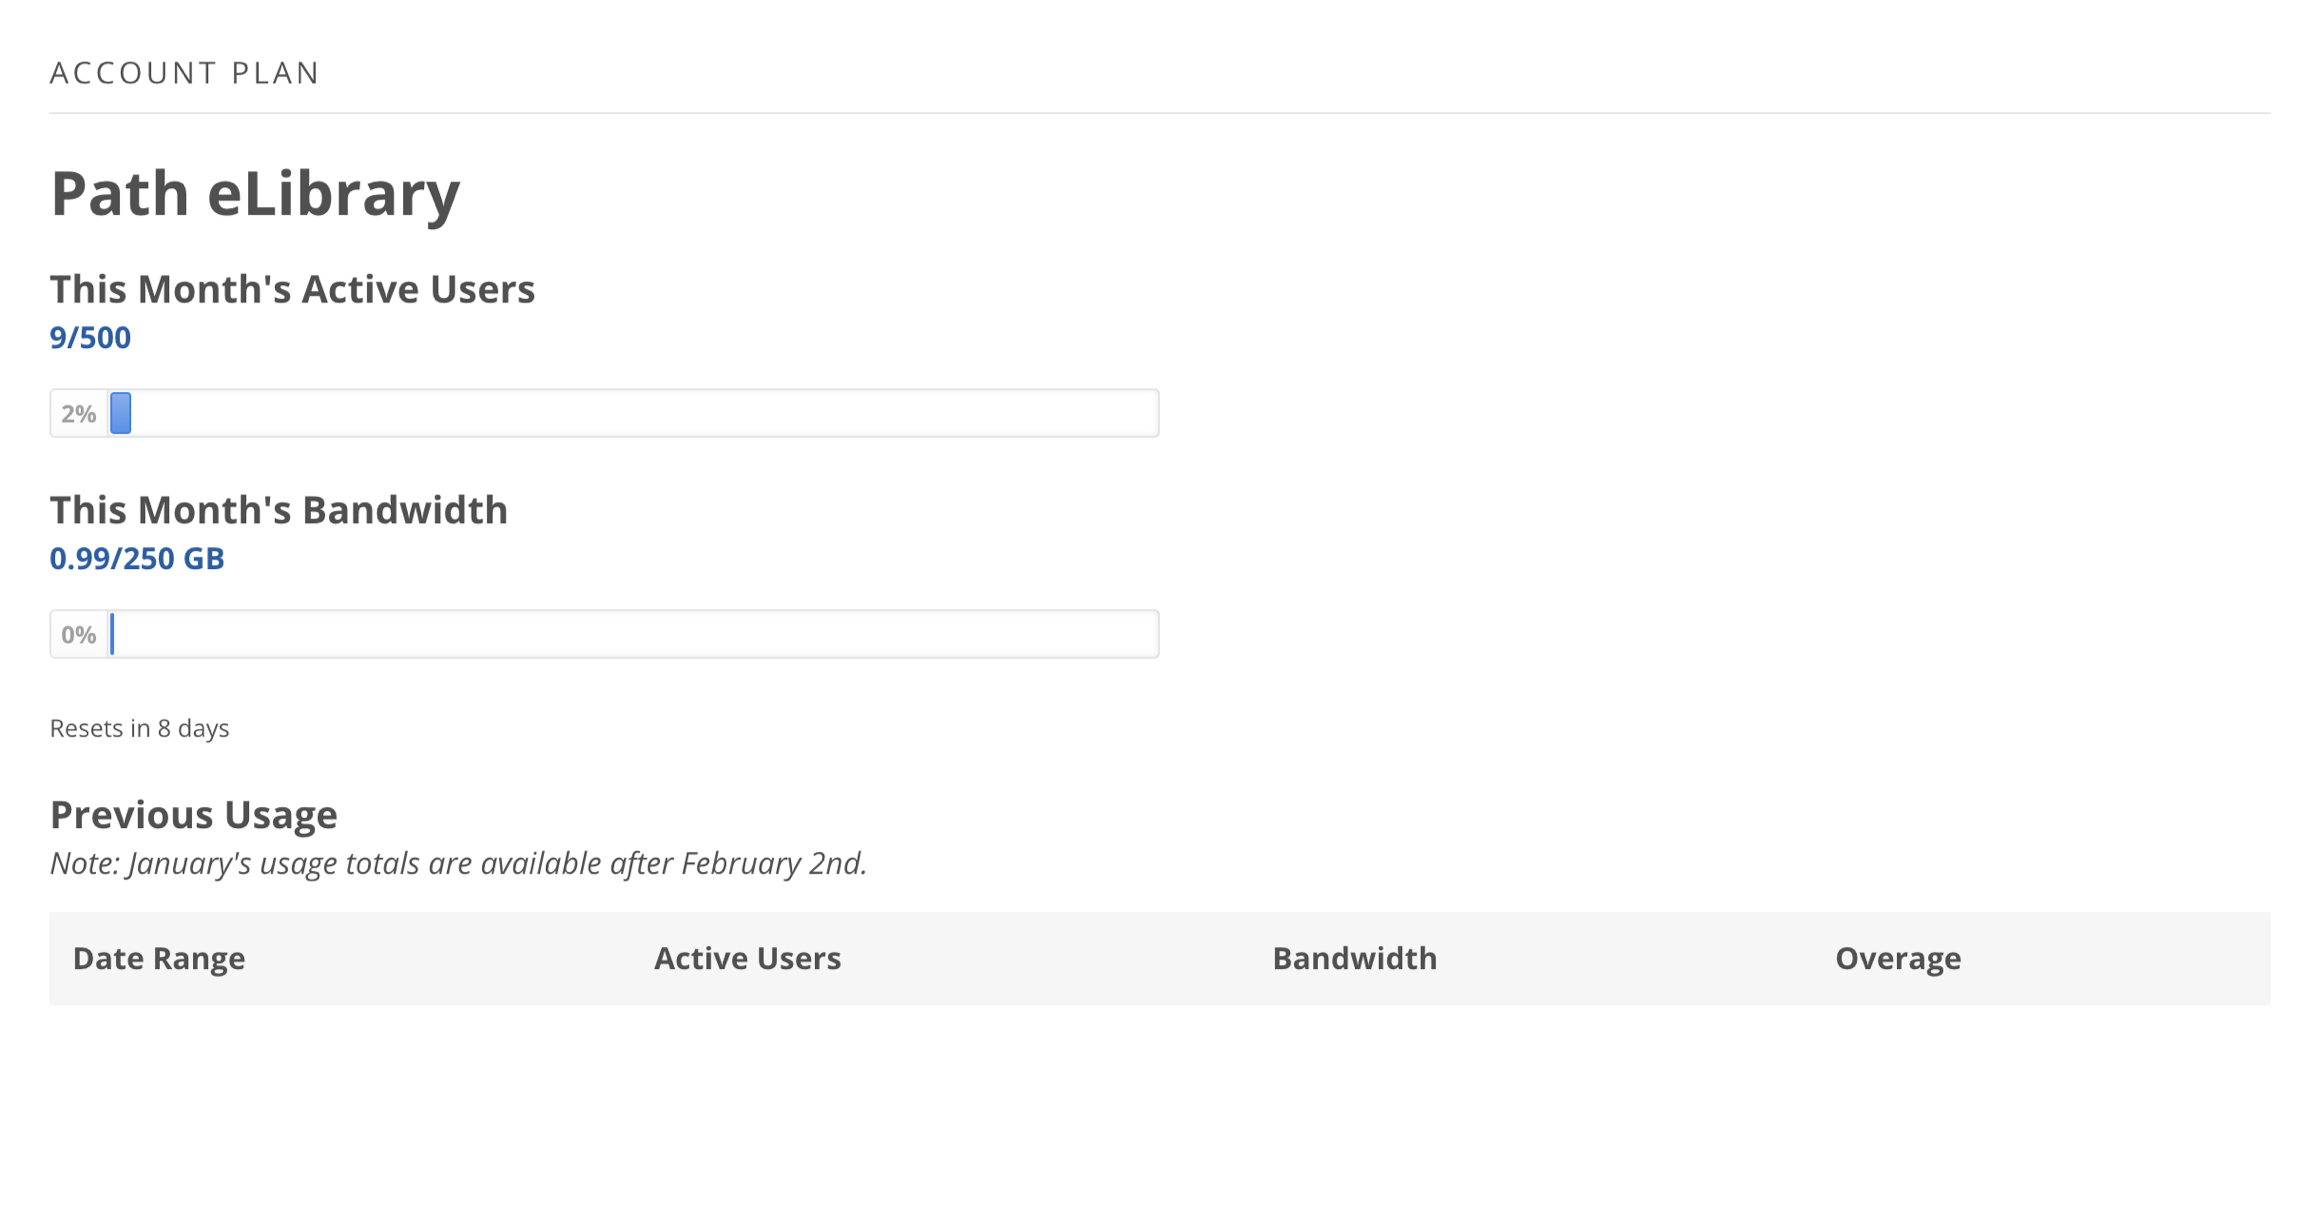 ACCOUNT PLAN
Path eLibrary
This Month's Active Users
9/500
2%
This Month's Bandwidth
0.99/250 GB
0%
Resets in 8 days
Previous Usage
Note: January's usage totals are available after February 2nd.
Date Range Active Users Bandwidth Overage